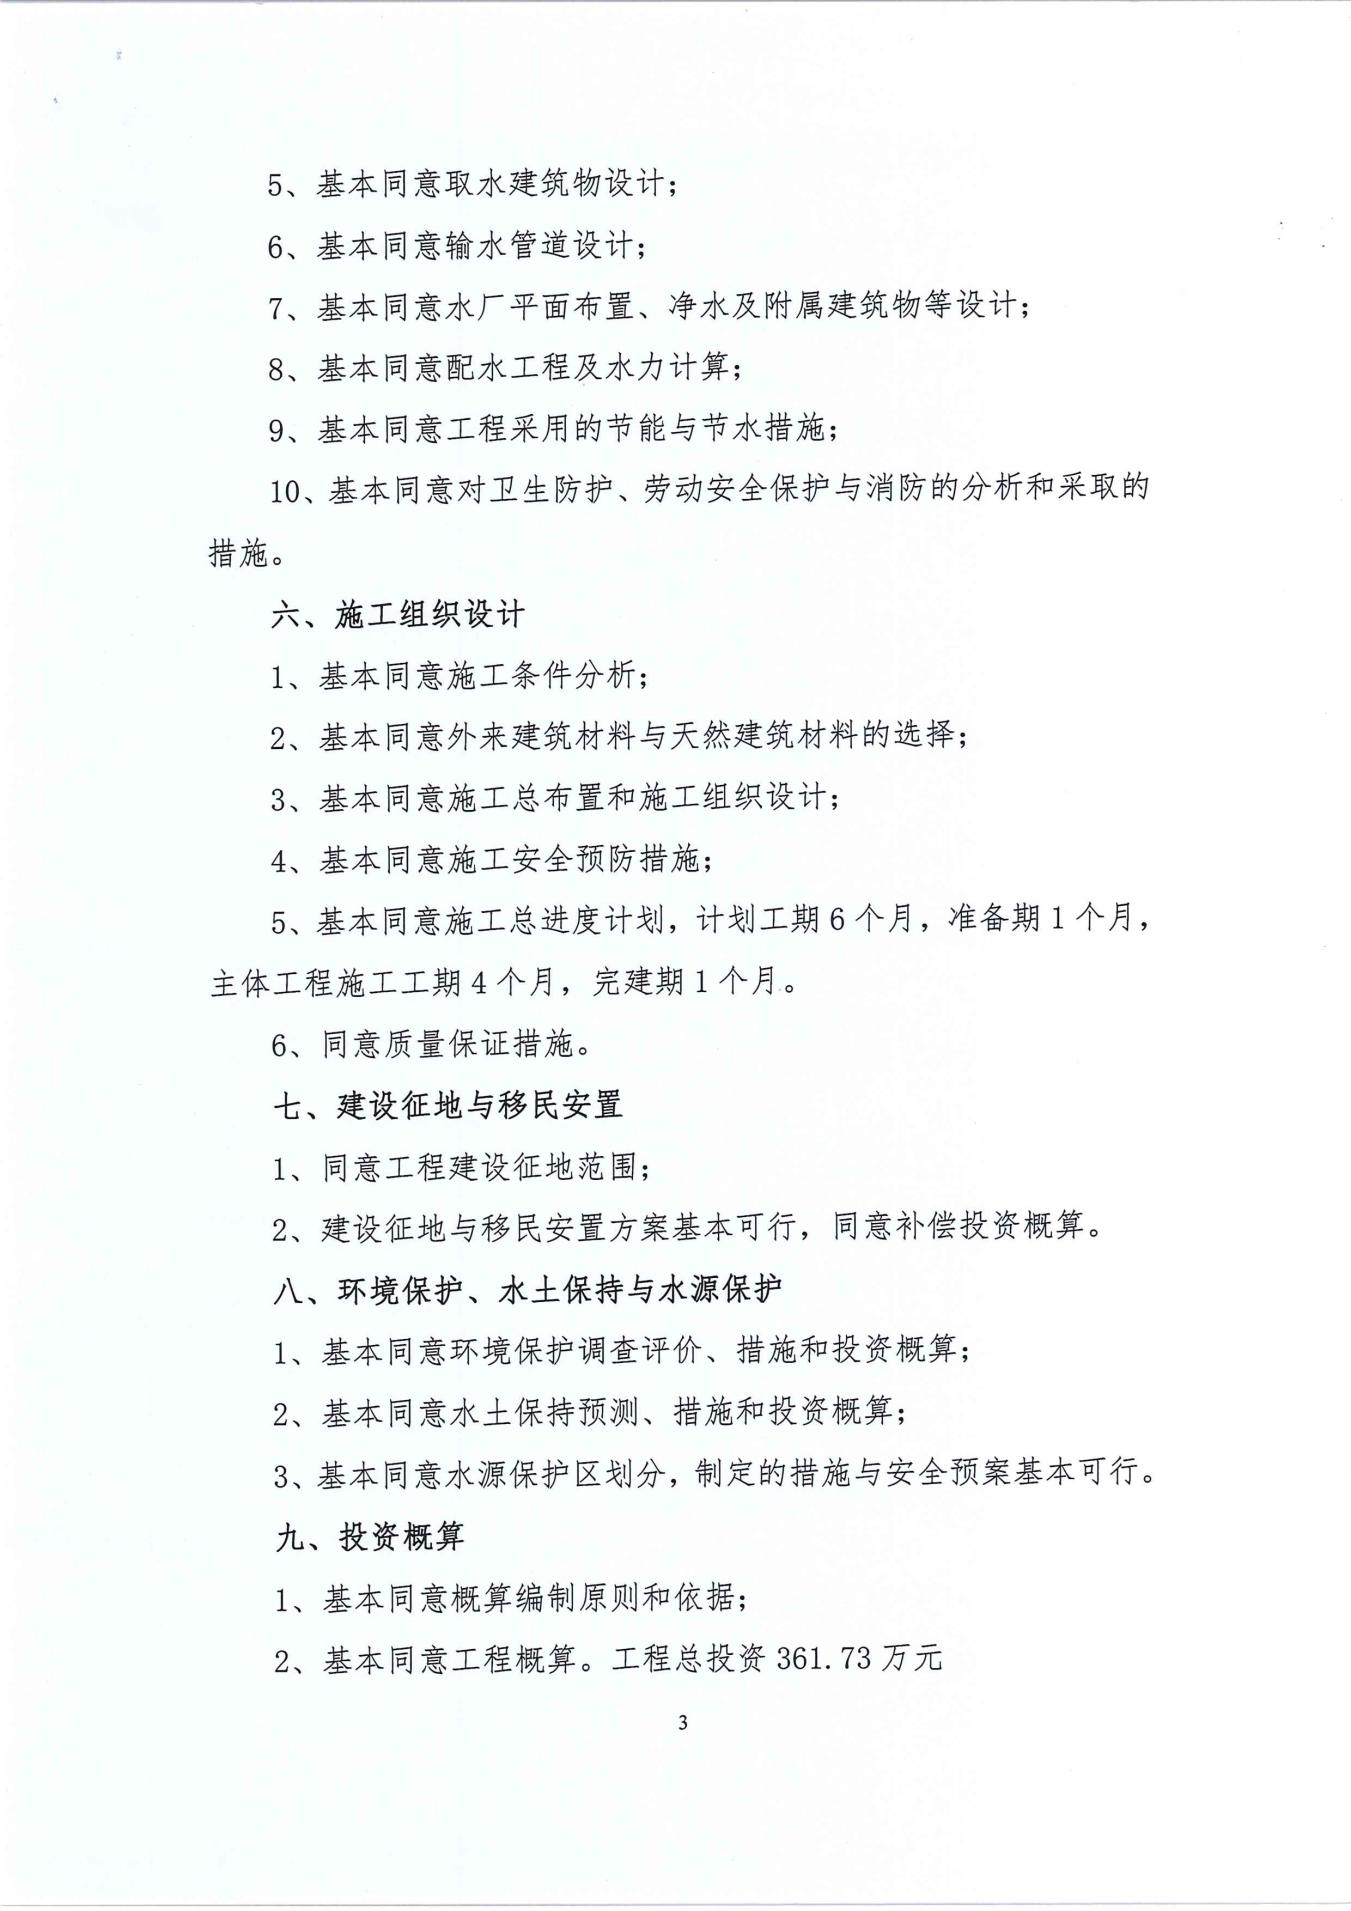 5、基本同意取水建筑物设计；
6、基本同意输水管道设计；
7、基本同意水厂平面布置、净水及附属建筑物等设计；
8、基本同意配水工程及水力计算；
9、基本同意工程采用的节能与节水措施；
10、基本同意对卫生防护、劳动安全保护与消防的分析和采取的
措施。
六、施工组织设计
1、基本同意施工条件分析；
2、基本同意外来建筑材料与天然建筑材料的选择；
3、基本同意施工总布置和施工组织设计；
4、基本同意施工安全预防措施；
5、基本同意施工总进度计划，计划工期 6 个月，准备期 1 个月，
主体工程施工工期 4 个月，完建期 1 个月。
6、同意质量保证措施。
七、建设征地与移民安置
1、同意工程建设征地范围；
2、建设征地与移民安置方案基本可行，同意补偿投资概算。
八、环境保护、水土保持与水源保护
1、基本同意环境保护调查评价、措施和投资概算；
2、基本同意水土保持预测、措施和投资概算；
3、基本同意水源保护区划分，制定的措施与安全预案基本可行。
九、投资概算
1、基本同意概算编制原则和依据；
2、基本同意工程概算。工程总投资 361.73 万元
3